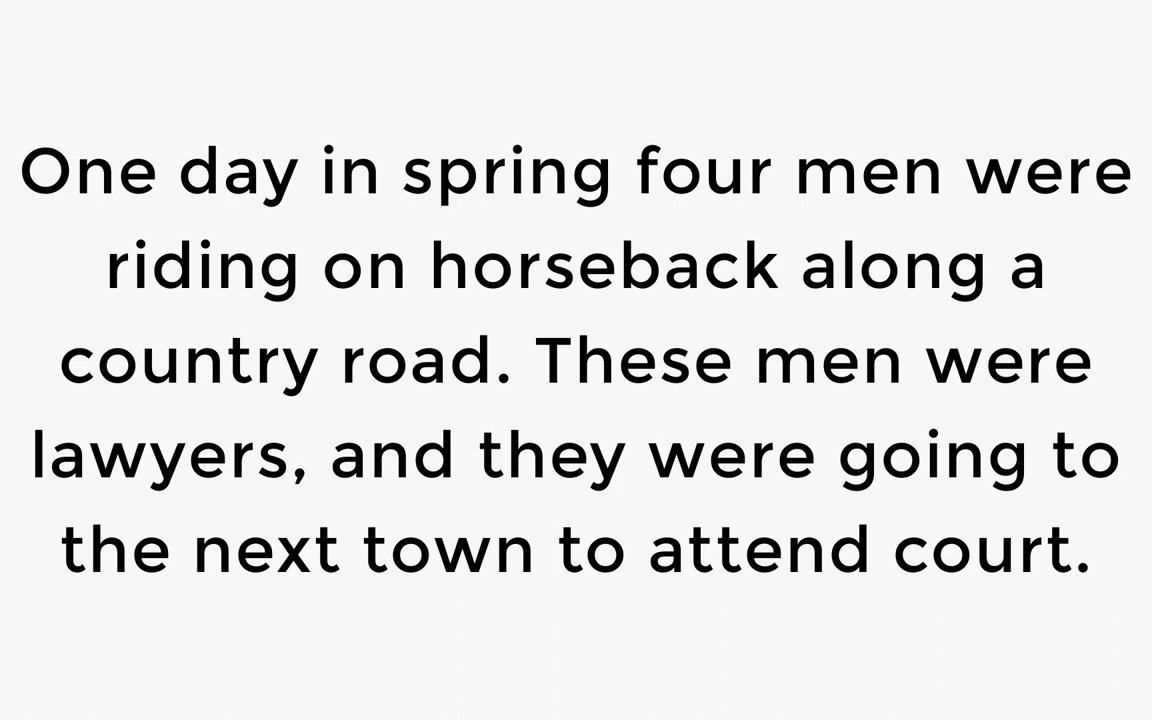 One day in spring four men were
riding on horseback along a
country road. These men were
lawyers, and they were going to
the next town to attend court.